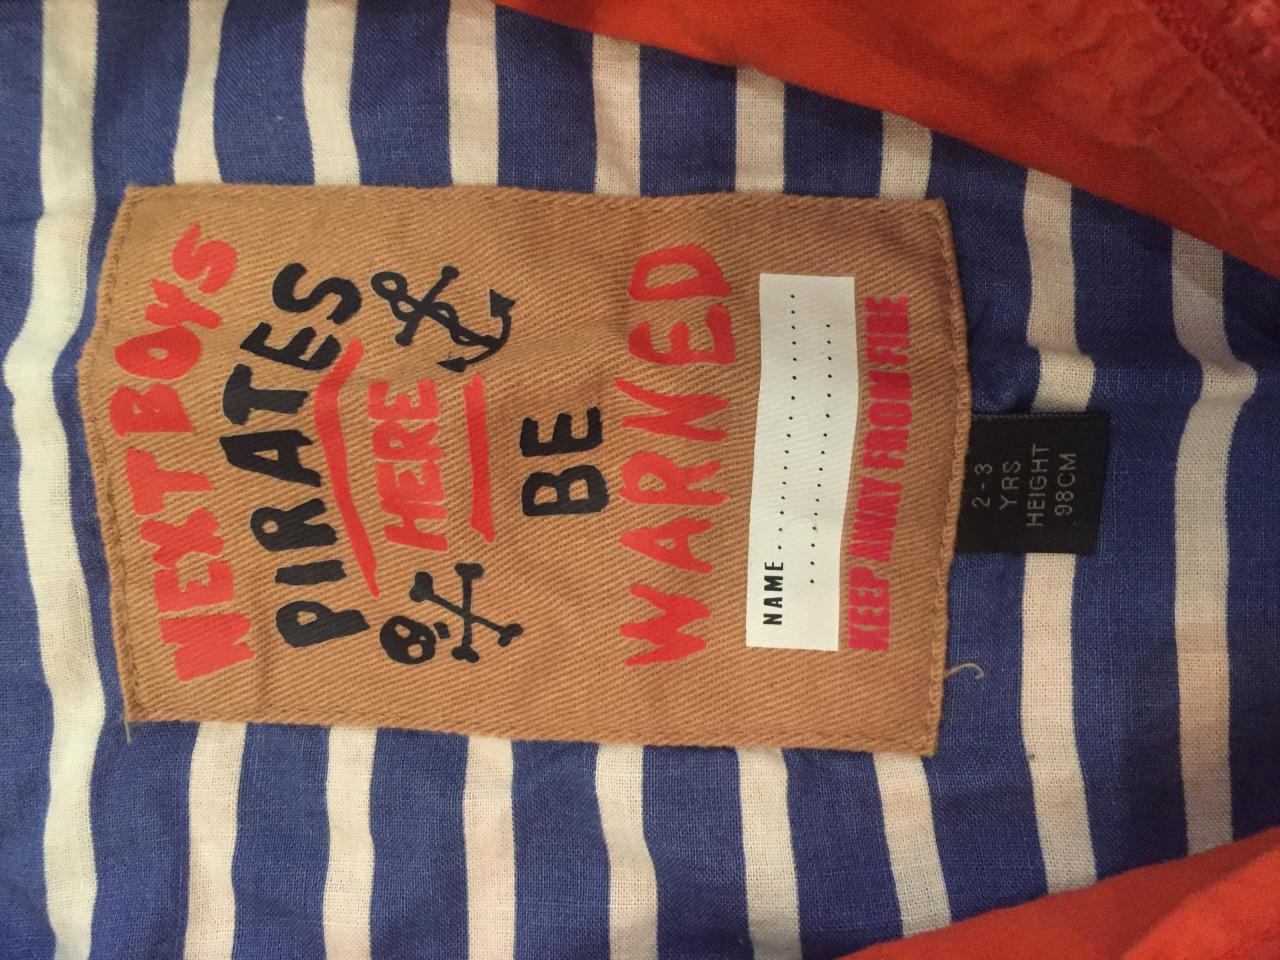 NEXT BOYS
PIRATES
HERE
BE
WARNED
NAME
KEEP AWAY FROM FIRE
2 - 3
YRS
HEIGHT
98CM